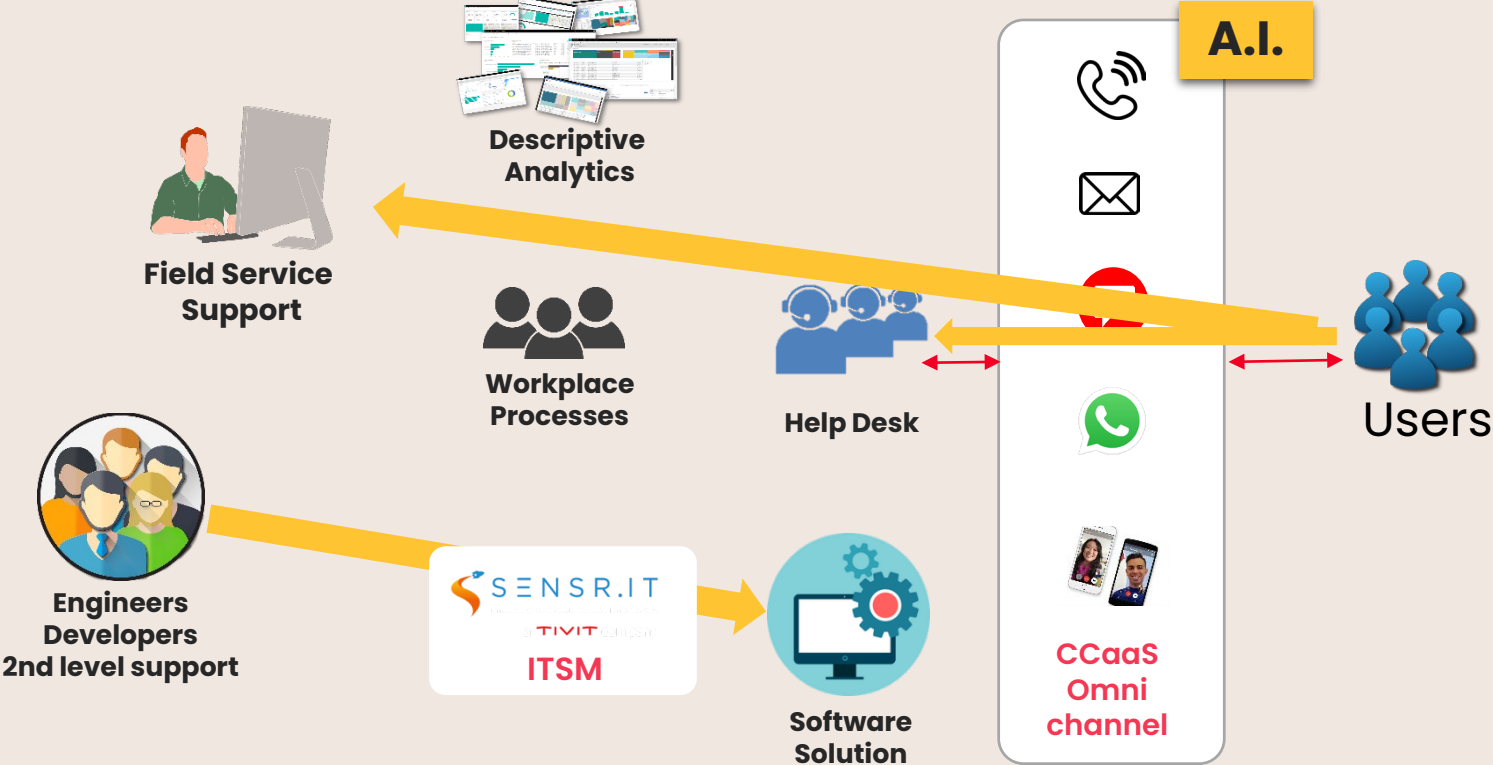 A.I.
Descriptive
Analytics
Field Service
Support
Workplace
Processes
Help Desk
Users
Engineers
Developers
2nd level support
SENSR.IT
TIVIT
ITSM
Software
Solution
CCaaS
Omni
channel